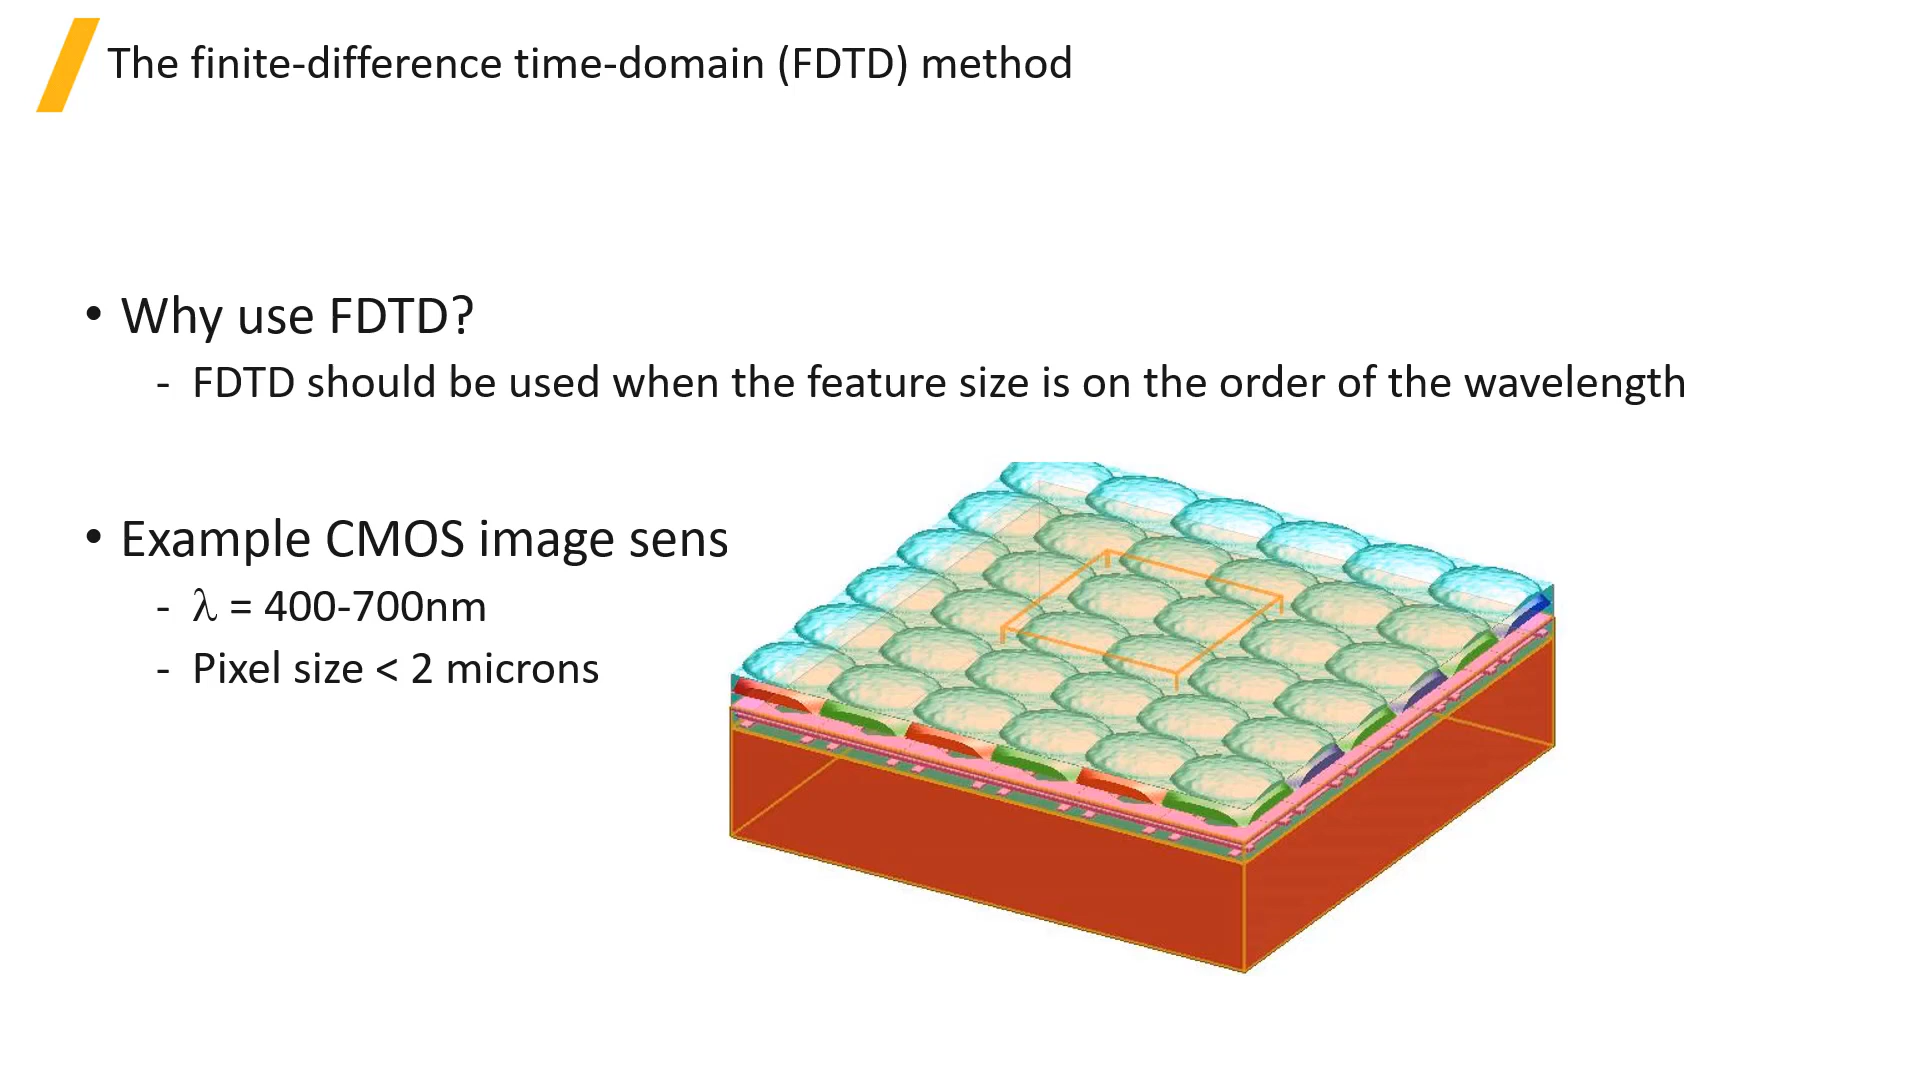 The finite-difference time-domain (FDTD) method
• Why use FDTD?
- FDTD should be used when the feature size is on the order of the wavelength
• Example CMOS image sens
- λ = 400-700nm
- Pixel size < 2 microns